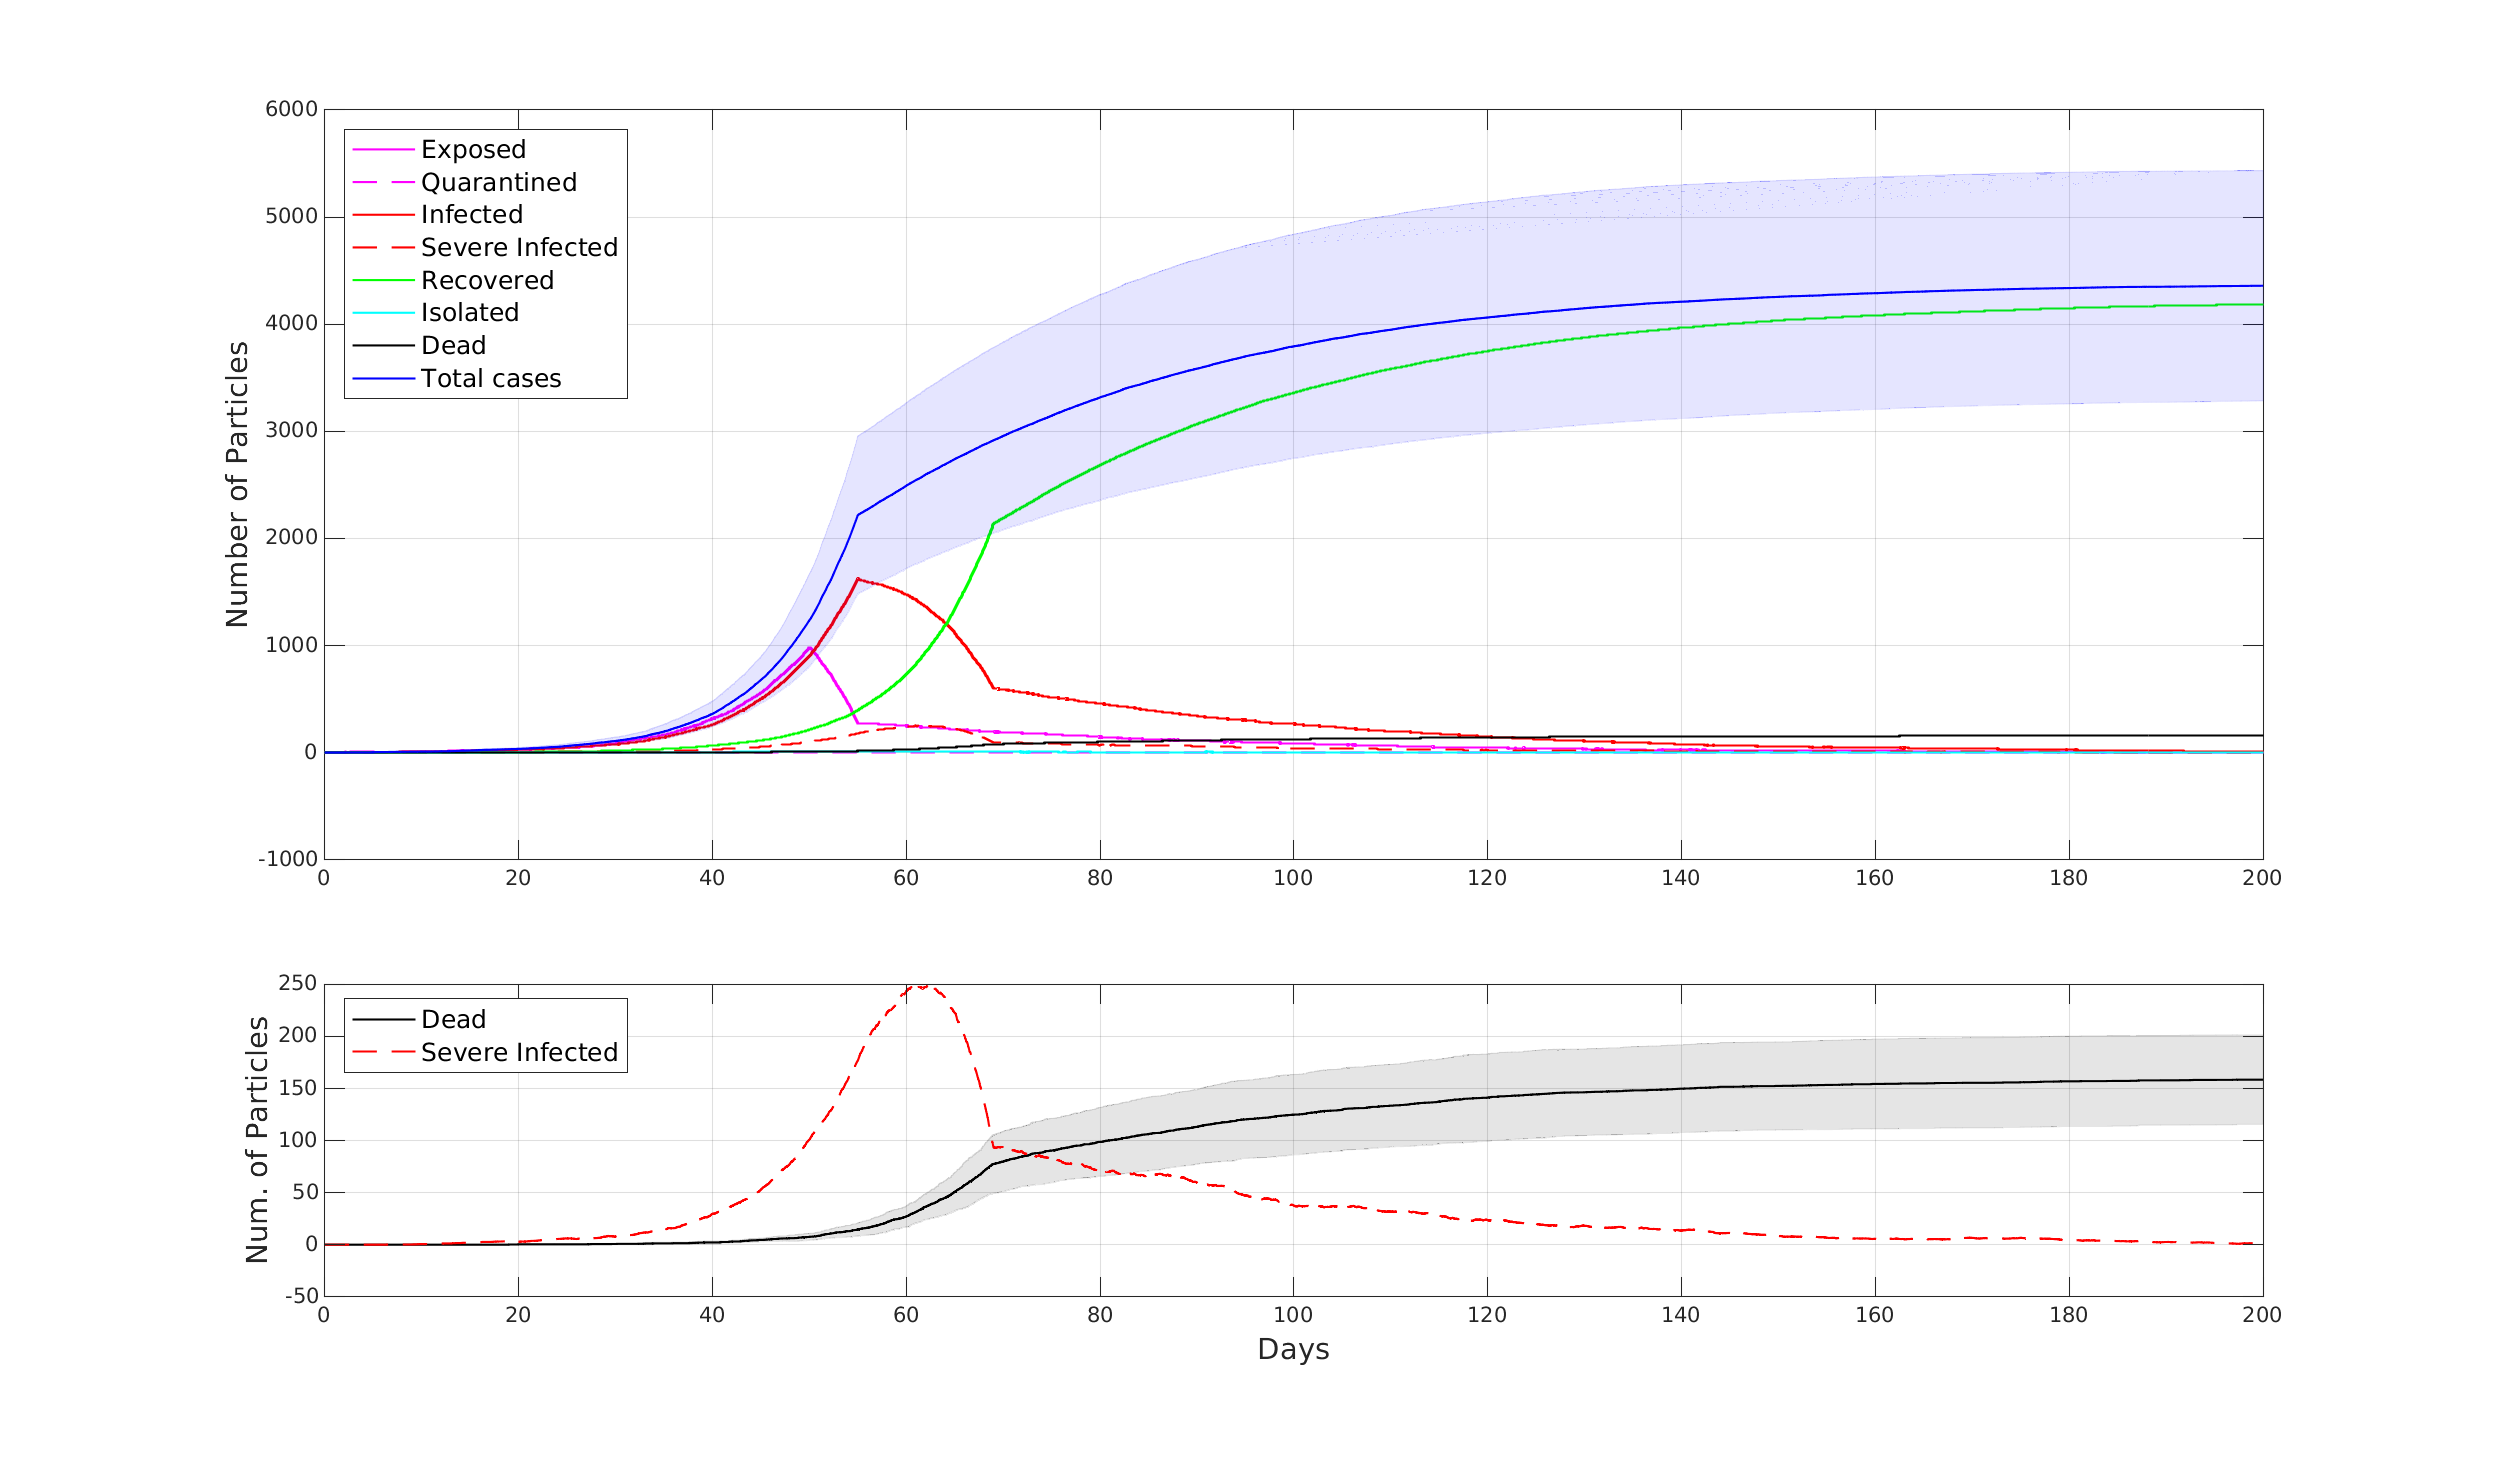 6000
5000
4000
3000
2000
1000
0
-1000
Number of Particles
Exposed
Quarantined
Infected
Severe Infected
Recovered
Isolated
Dead
Total cases
0 20 40 60 80 100 120 140 160 180 200
250
200
150
100
50
0
-50
Num. of Particles
Dead
Severe Infected
0 20 40 60 80 100 120 140 160 180 200
Days